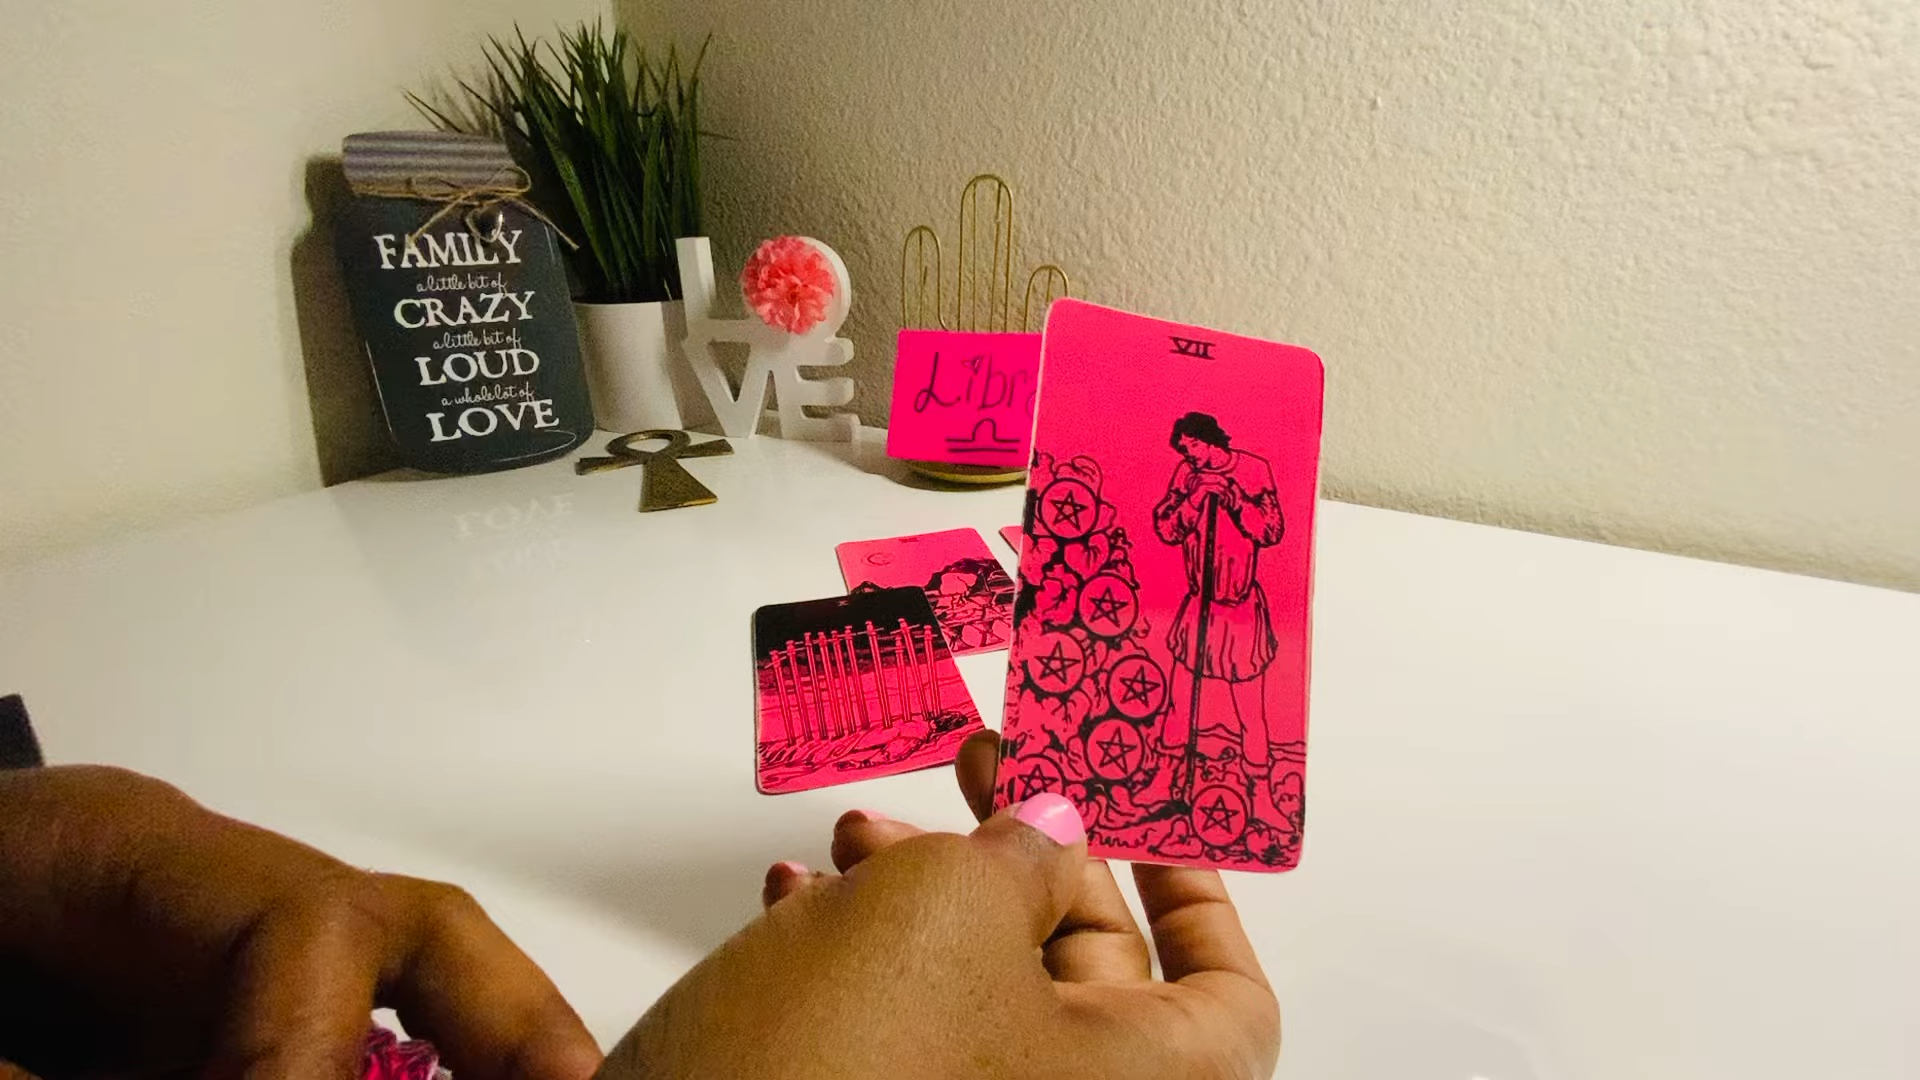 FAMILY
a little bit of
CRAZY
a little bit of
LOUD
a whole lot of
LOVE
LOVE
Libr
VII
X